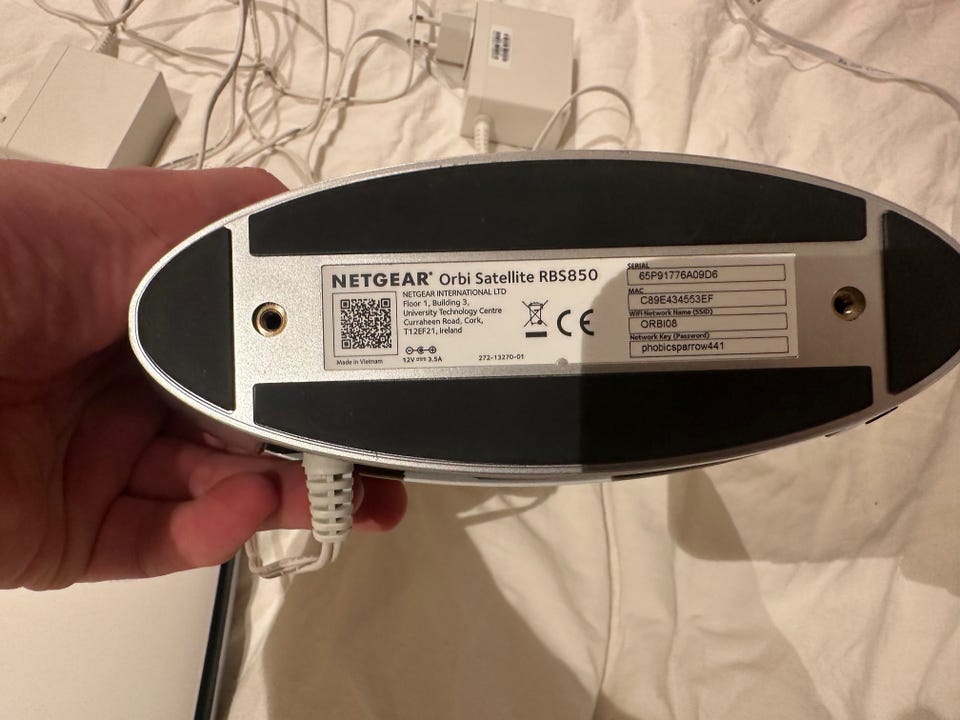 NETGEAR® Orbi Satellite RBS850
NETGEAR INTERNATIONAL LTD
Floor 1, Building 3,
University Technology Centre
Curraheen Road, Cork,
T12EF21, Ireland
Made in Vietnam
12V 3.5A
272-13270-01
CE
SERIAL
65P91776A09D6
MAC
C89E434553EF
WiFi Network Name (SSID)
ORBI08
Network Key (Password)
phobicsparrow441